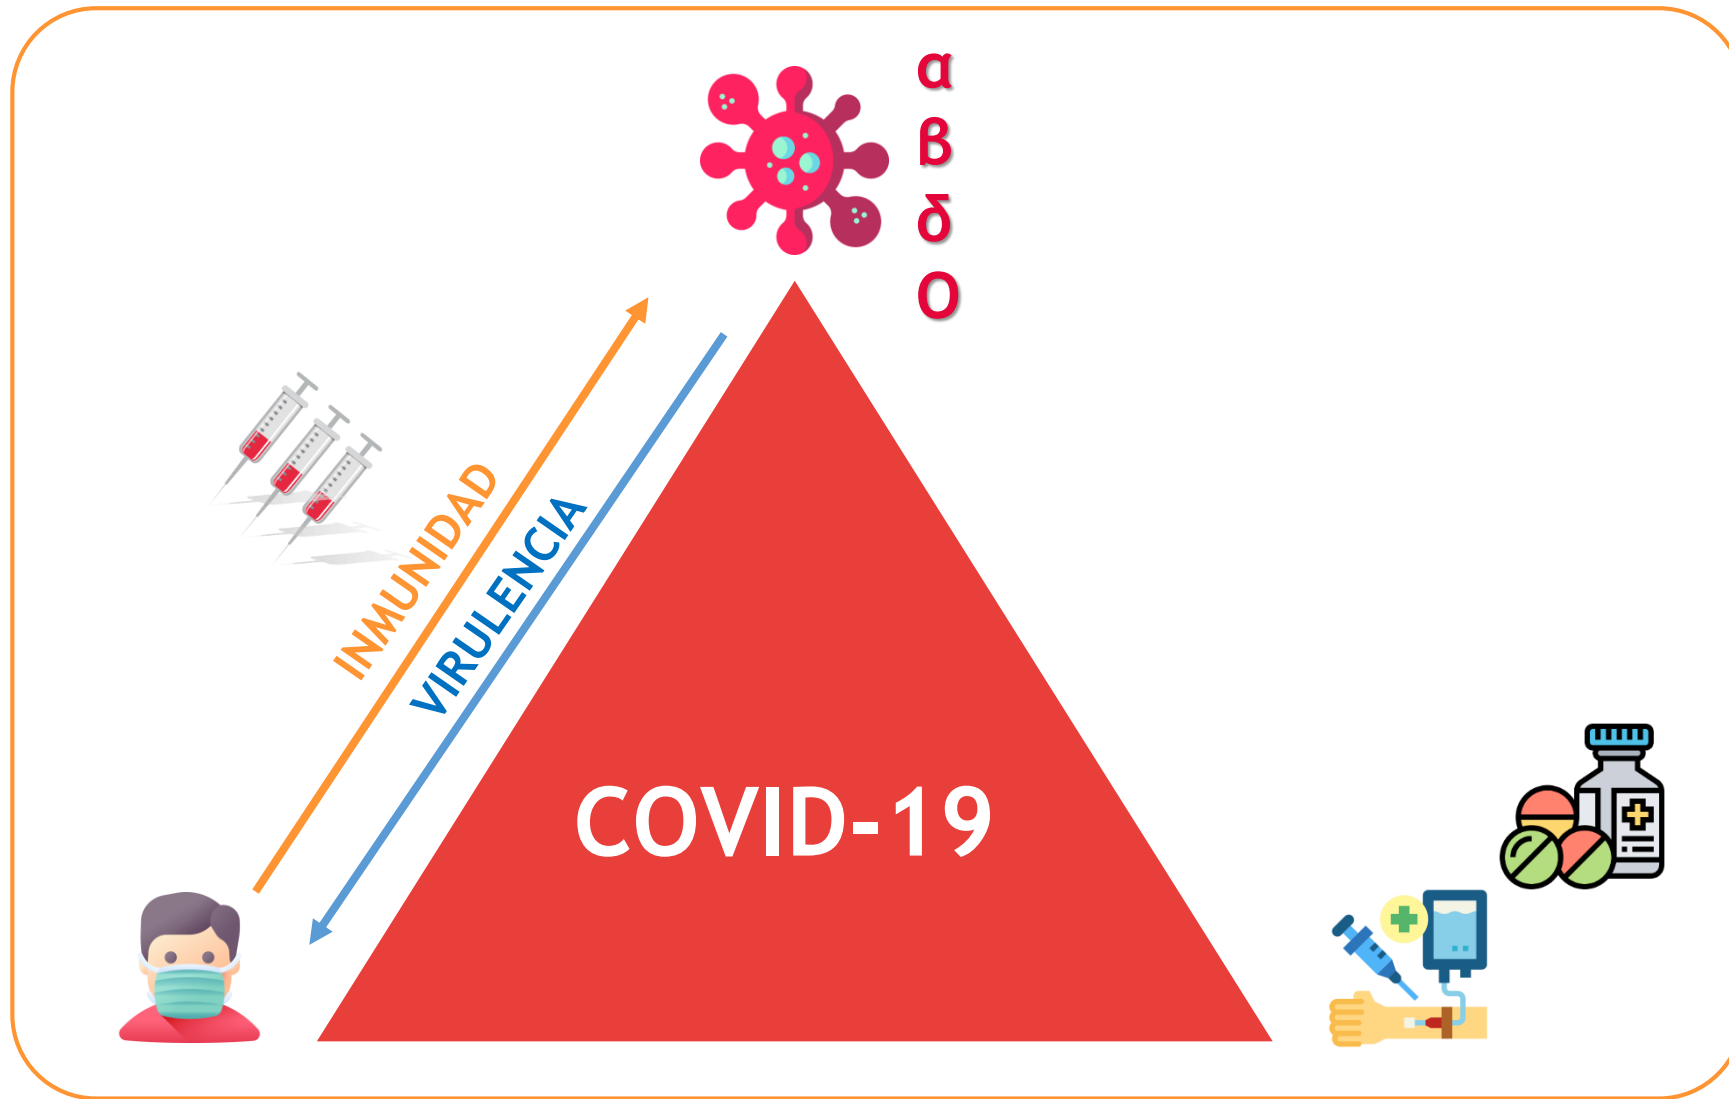 α
β
δ
Ο
INMUNIDAD
VIRULENCIA
COVID-19